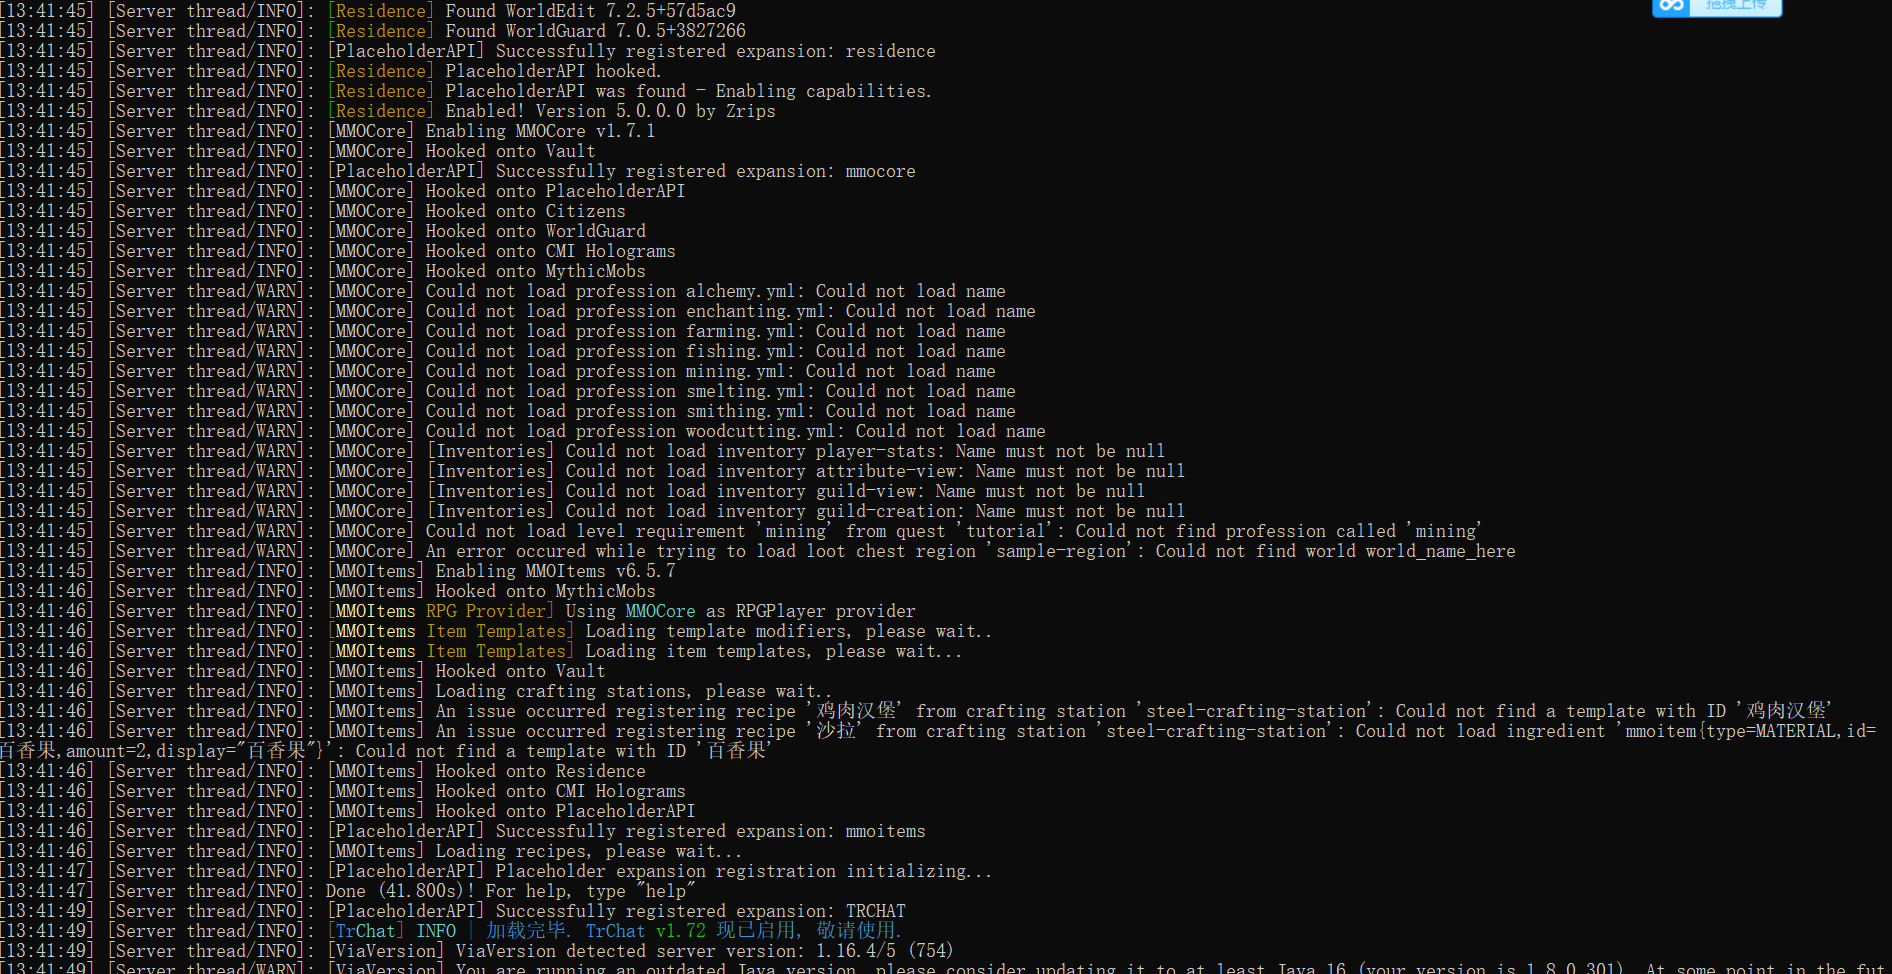 拖拽上传
[13:41:45] [Server thread/INFO]: [Residence] Found WorldEdit 7.2.5+57d5ac9
[13:41:45] [Server thread/INFO]: [Residence] Found WorldGuard 7.0.5+3827266
[13:41:45] [Server thread/INFO]: [PlaceholderAPI] Successfully registered expansion: residence
[13:41:45] [Server thread/INFO]: [Residence] PlaceholderAPI hooked.
[13:41:45] [Server thread/INFO]: [Residence] PlaceholderAPI was found - Enabling capabilities.
[13:41:45] [Server thread/INFO]: [Residence] Enabled! Version 5.0.0.0 by Zrips
[13:41:45] [Server thread/INFO]: [MMOCore] Enabling MMOCore v1.7.1
[13:41:45] [Server thread/INFO]: [MMOCore] Hooked onto Vault
[13:41:45] [Server thread/INFO]: [PlaceholderAPI] Successfully registered expansion: mmocore
[13:41:45] [Server thread/INFO]: [MMOCore] Hooked onto PlaceholderAPI
[13:41:45] [Server thread/INFO]: [MMOCore] Hooked onto Citizens
[13:41:45] [Server thread/INFO]: [MMOCore] Hooked onto WorldGuard
[13:41:45] [Server thread/INFO]: [MMOCore] Hooked onto CMI Holograms
[13:41:45] [Server thread/INFO]: [MMOCore] Hooked onto MythicMobs
[13:41:45] [Server thread/WARN]: [MMOCore] Could not load profession alchemy.yml: Could not load name
[13:41:45] [Server thread/WARN]: [MMOCore] Could not load profession enchanting.yml: Could not load name
[13:41:45] [Server thread/WARN]: [MMOCore] Could not load profession farming.yml: Could not load name
[13:41:45] [Server thread/WARN]: [MMOCore] Could not load profession fishing.yml: Could not load name
[13:41:45] [Server thread/WARN]: [MMOCore] Could not load profession mining.yml: Could not load name
[13:41:45] [Server thread/WARN]: [MMOCore] Could not load profession smelting.yml: Could not load name
[13:41:45] [Server thread/WARN]: [MMOCore] Could not load profession smithing.yml: Could not load name
[13:41:45] [Server thread/WARN]: [MMOCore] Could not load profession woodcutting.yml: Could not load name
[13:41:45] [Server thread/WARN]: [MMOCore] [Inventories] Could not load inventory player-stats: Name must not be null
[13:41:45] [Server thread/WARN]: [MMOCore] [Inventories] Could not load inventory attribute-view: Name must not be null
[13:41:45] [Server thread/WARN]: [MMOCore] [Inventories] Could not load inventory guild-view: Name must not be null
[13:41:45] [Server thread/WARN]: [MMOCore] [Inventories] Could not load inventory guild-creation: Name must not be null
[13:41:45] [Server thread/WARN]: [MMOCore] Could not load level requirement 'mining' from quest 'tutorial': Could not find profession called 'mining'
[13:41:45] [Server thread/WARN]: [MMOCore] An error occured while trying to load loot chest region 'sample-region': Could not find world world_name_here
[13:41:45] [Server thread/INFO]: [MMOItems] Enabling MMOItems v6.5.7
[13:41:46] [Server thread/INFO]: [MMOItems] Hooked onto MythicMobs
[13:41:46] [Server thread/INFO]: [MMOItems RPG Provider] Using MMOCore as RPGPlayer provider
[13:41:46] [Server thread/INFO]: [MMOItems Item Templates] Loading template modifiers, please wait..
[13:41:46] [Server thread/INFO]: [MMOItems Item Templates] Loading item templates, please wait...
[13:41:46] [Server thread/INFO]: [MMOItems] Hooked onto Vault
[13:41:46] [Server thread/INFO]: [MMOItems] Loading crafting stations, please wait..
[13:41:46] [Server thread/INFO]: [MMOItems] An issue occurred registering recipe '鸡肉汉堡' from crafting station 'steel-crafting-station': Could not find a template with ID '鸡肉汉堡'
[13:41:46] [Server thread/INFO]: [MMOItems] An issue occurred registering recipe '沙拉' from crafting station 'steel-crafting-station': Could not load ingredient 'mmoitem{type=MATERIAL,id=
百香果,amount=2,display="百香果"}': Could not find a template with ID '百香果'
[13:41:46] [Server thread/INFO]: [MMOItems] Hooked onto Residence
[13:41:46] [Server thread/INFO]: [MMOItems] Hooked onto CMI Holograms
[13:41:46] [Server thread/INFO]: [MMOItems] Hooked onto PlaceholderAPI
[13:41:46] [Server thread/INFO]: [PlaceholderAPI] Successfully registered expansion: mmoitems
[13:41:46] [Server thread/INFO]: [MMOItems] Loading recipes, please wait...
[13:41:47] [Server thread/INFO]: [PlaceholderAPI] Placeholder expansion registration initializing...
[13:41:47] [Server thread/INFO]: Done (41.800s)! For help, type "help"
[13:41:49] [Server thread/INFO]: [PlaceholderAPI] Successfully registered expansion: TRCHAT
[13:41:49] [Server thread/INFO]: [TrChat] INFO | 加载完毕. TrChat v1.72 现已启用, 敬请使用.
[13:41:49] [Server thread/INFO]: [ViaVersion] ViaVersion detected server version: 1.16.4/5 (754)
[13:41:49] [Server thread/WARN]: [ViaVersion] You are running an outdated Java version, please consider updating it to at least Java 16 (your version is 1.8.0_301). At some point in the fut